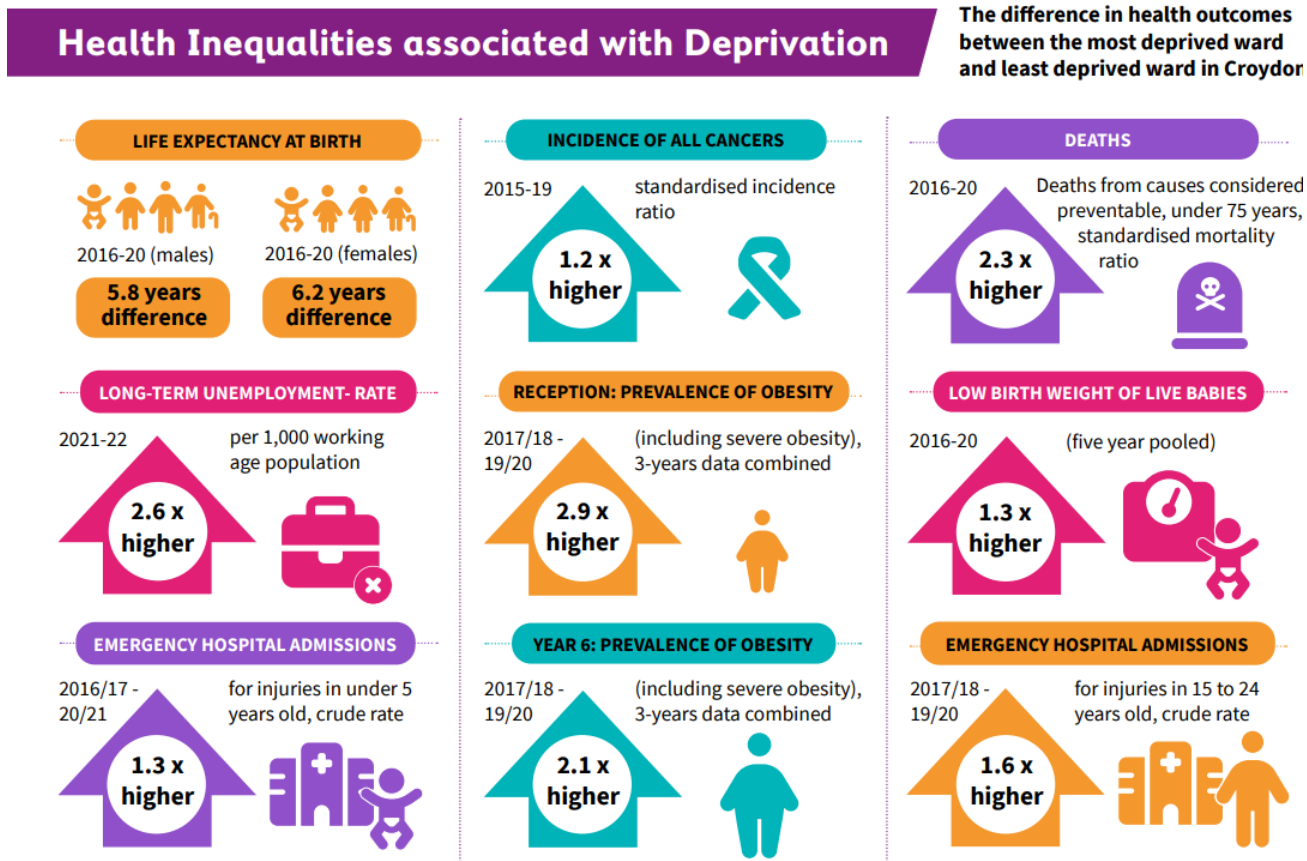 Health Inequalities associated with Deprivation
The difference in health outcomes
between the most deprived ward
and least deprived ward in Croydon
LIFE EXPECTANCY AT BIRTH
2016-20 (males)
5.8 years
difference
2016-20 (females)
6.2 years
difference
INCIDENCE OF ALL CANCERS
2015-19
standardised incidence
ratio
1.2 x
higher
DEATHS
2016-20
Deaths from causes considered
preventable, under 75 years,
standardised mortality
ratio
2.3 x
higher
LONG-TERM UNEMPLOYMENT- RATE
2021-22
per 1,000 working
age population
2.6 x
higher
RECEPTION: PREVALENCE OF OBESITY
2017/18 -
19/20
(including severe obesity),
3-years data combined
2.9 x
higher
LOW BIRTH WEIGHT OF LIVE BABIES
2016-20
(five year pooled)
1.3 x
higher
EMERGENCY HOSPITAL ADMISSIONS
2016/17 -
20/21
for injuries in under 5
years old, crude rate
1.3 x
higher
YEAR 6: PREVALENCE OF OBESITY
2017/18 -
19/20
(including severe obesity),
3-years data combined
2.1 x
higher
EMERGENCY HOSPITAL ADMISSIONS
2017/18 -
19/20
for injuries in 15 to 24
years old, crude rate
1.6 x
higher